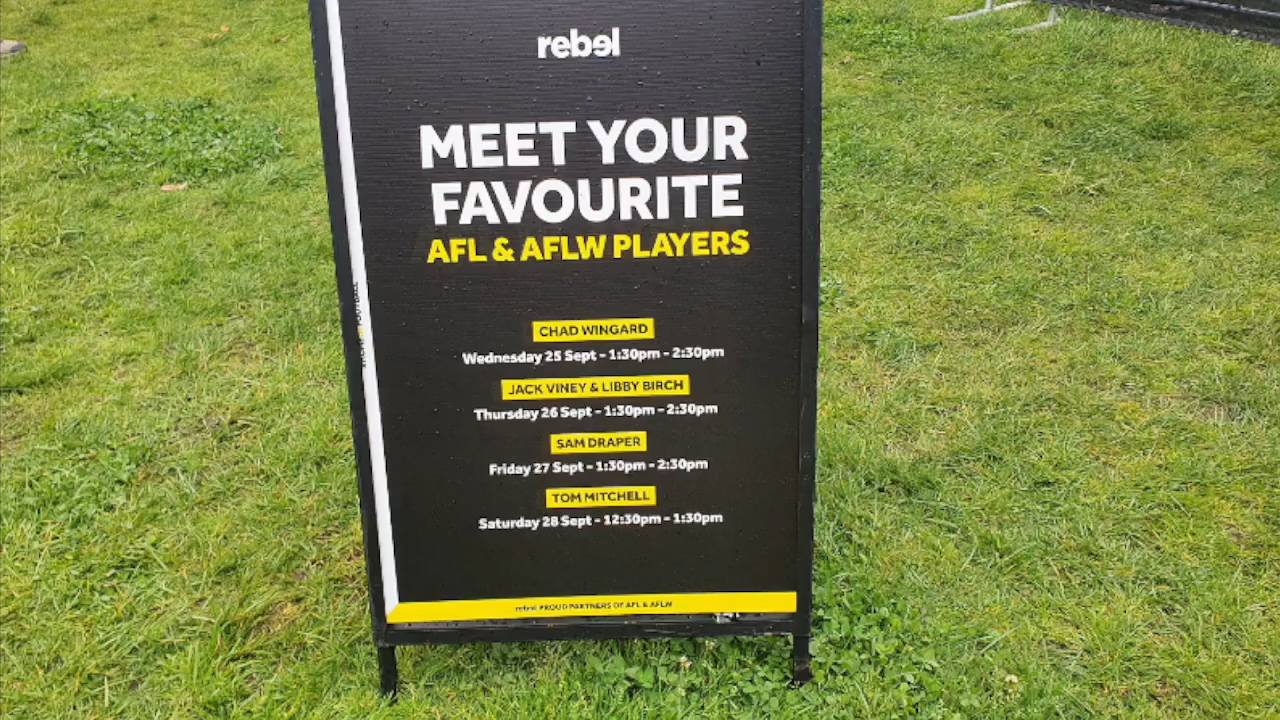 rebel
MEET YOUR
FAVOURITE
AFL & AFLW PLAYERS
CHAD WINGARD
Wednesday 25 Sept - 1:30pm - 2:30pm
JACK VINEY & LIBBY BIRCH
Thursday 26 Sept - 1:30pm - 2:30pm
SAM DRAPER
Friday 27 Sept - 1:30pm - 2:30pm
TOM MITCHELL
Saturday 28 Sept - 12:30pm - 1:30pm
rebel PROUD PARTNERS OF AFL & AFLW